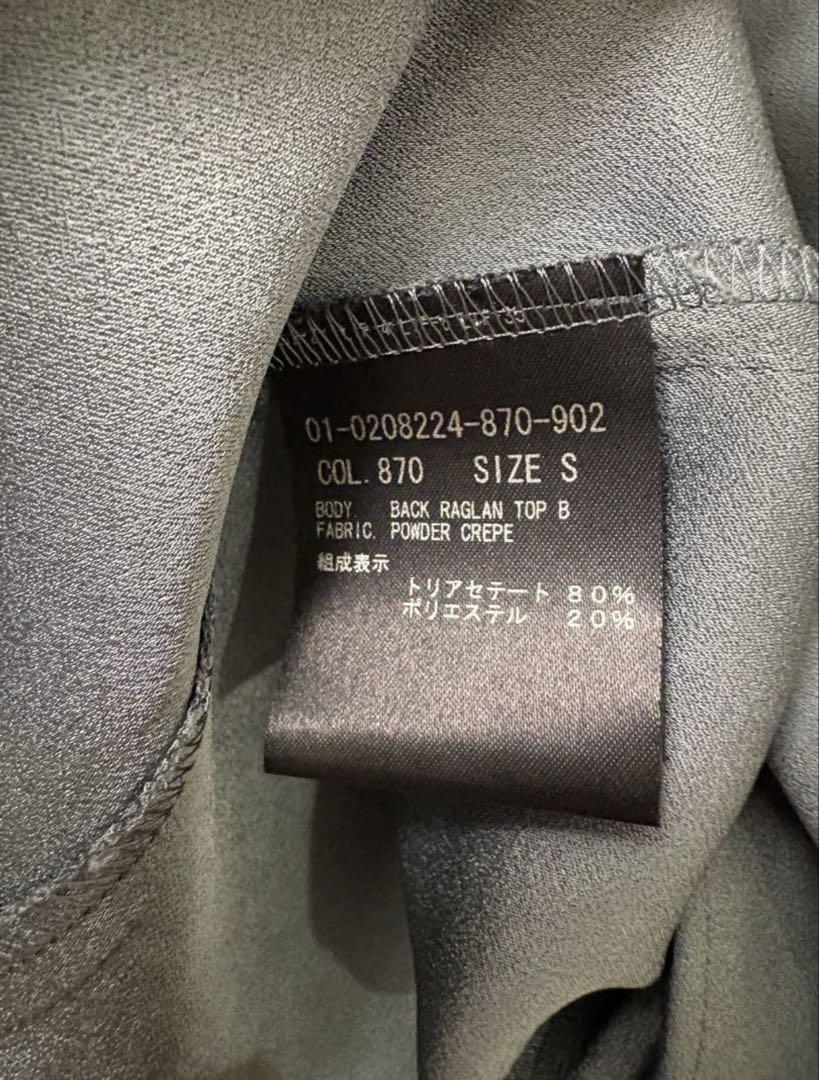 01-0208224-870-902
COL. 870 SIZE S
BODY. BACK RAGLAN TOP B
FABRIC. POWDER CREPE
組成表示
トリアセテート 80%
ポリエステル 20%